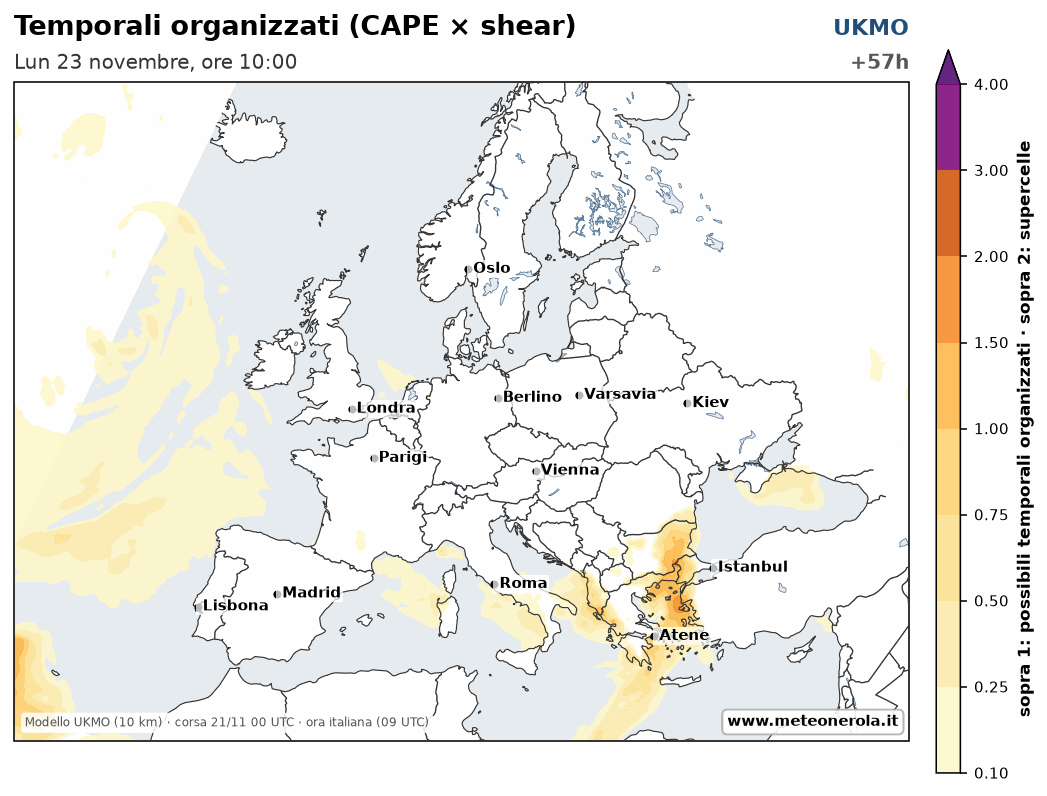 Temporali organizzati (CAPE × shear)
UKMO
Lun 23 novembre, ore 10:00
+57h
4.00
3.00
2.00
1.50
1.00
0.75
0.50
0.25
0.10
sopra 1: possibili temporali organizzati · sopra 2: supercelle
Oslo
Berlino
Varsavia
Kiev
Londra
Parigi
Vienna
Istanbul
Roma
Madrid
Lisbona
Atene
Modello UKMO (10 km) · corsa 21/11 00 UTC · ora italiana (09 UTC)
www.meteonerola.it